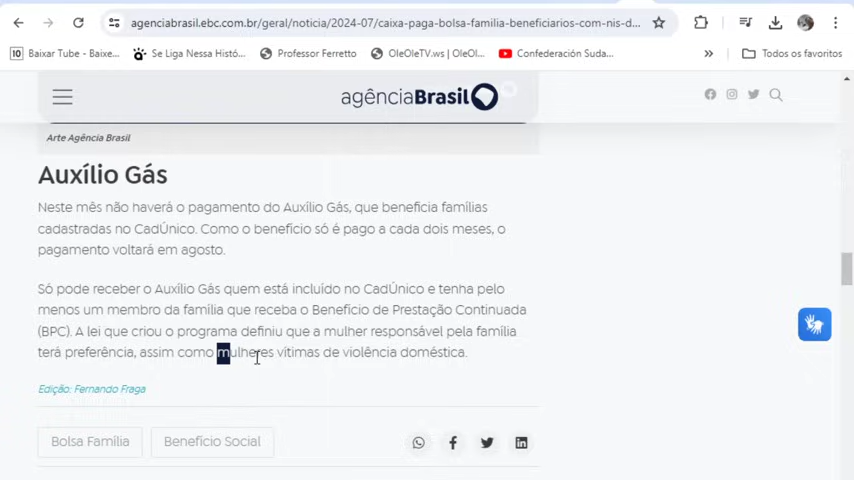 agenciabrasil.ebc.com.br/geral/noticia/2024-07/caixa-paga-bolsa-familia-beneficiarios-com-nis-d...
10 Baixar Tube - Baixe... Se Liga Nessa Histó... Professor Ferretto OleOleTV.ws | OleOl... Confederación Suda... » Todos os favoritos
agênciaBrasil
Arte Agência Brasil
Auxílio Gás
Neste mês não haverá o pagamento do Auxílio Gás, que beneficia famílias
cadastradas no CadÚnico. Como o benefício só é pago a cada dois meses, o
pagamento voltará em agosto.
Só pode receber o Auxílio Gás quem está incluído no CadÚnico e tenha pelo
menos um membro da família que receba o Benefício de Prestação Continuada
(BPC). A lei que criou o programa definiu que a mulher responsável pela família
terá preferência, assim como mulheres vítimas de violência doméstica.
Edição: Fernando Fraga
Bolsa Família Benefício Social